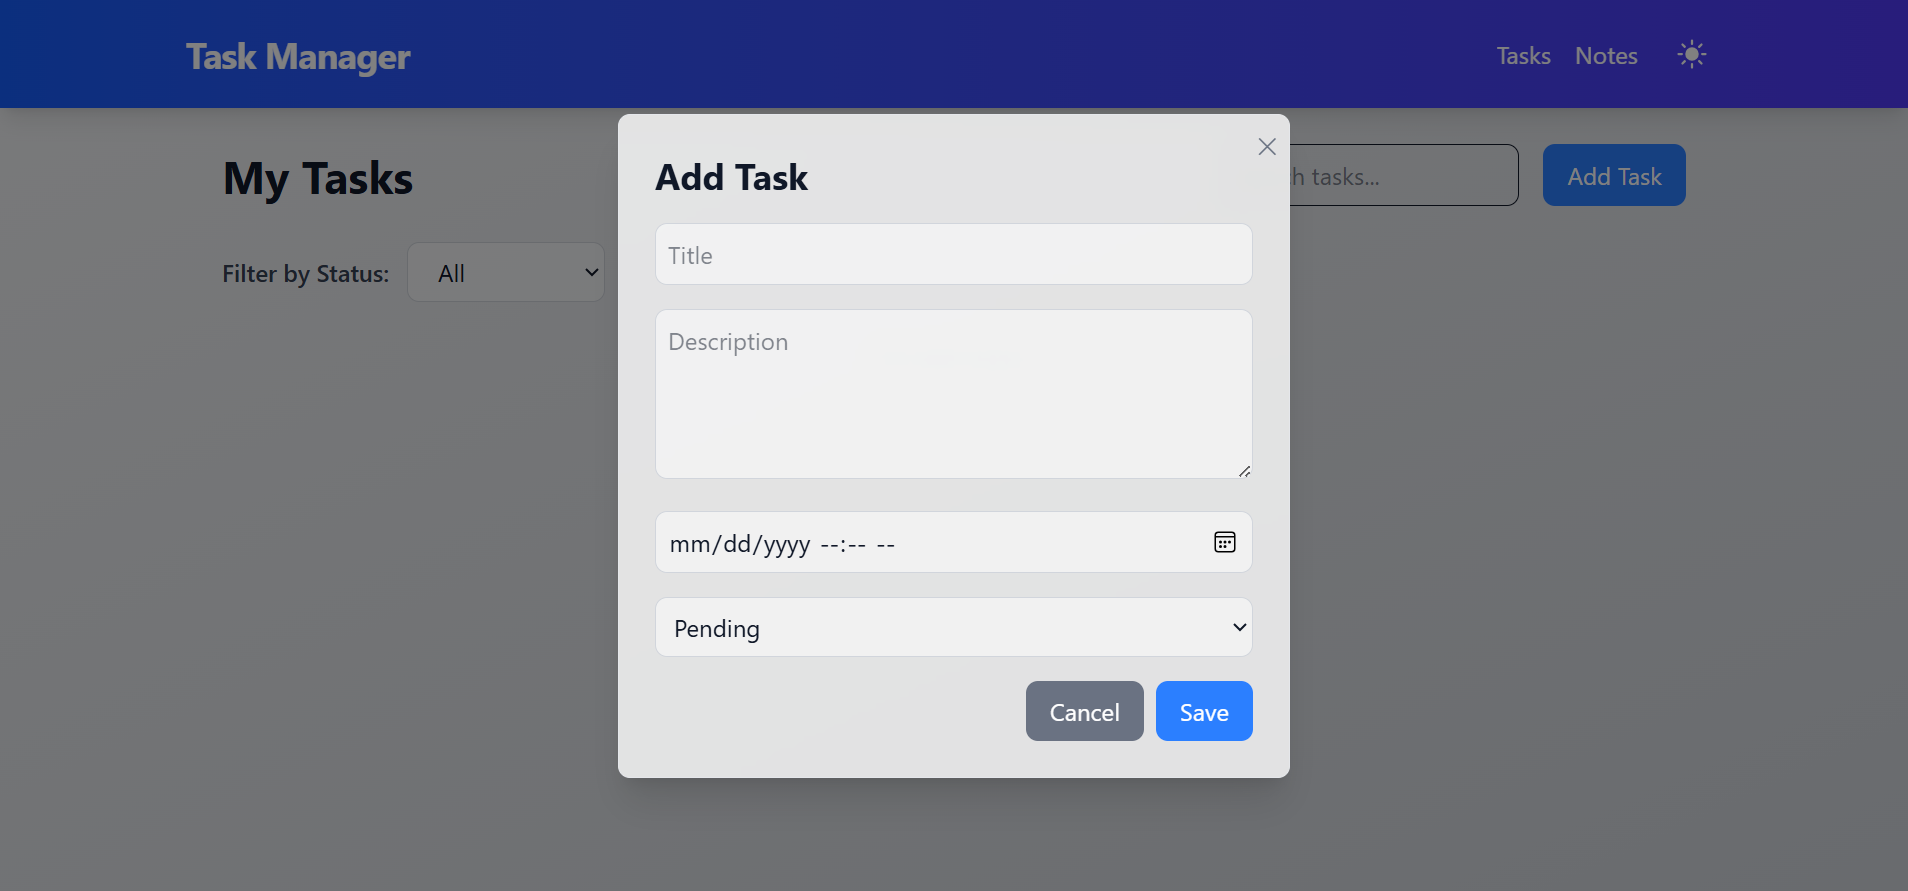 Task Manager
Tasks
Notes
My Tasks
tasks...
Add Task
Filter by Status:
All
Add Task
Title
Description
mm/dd/yyyy --:-- --
Pending
Cancel
Save